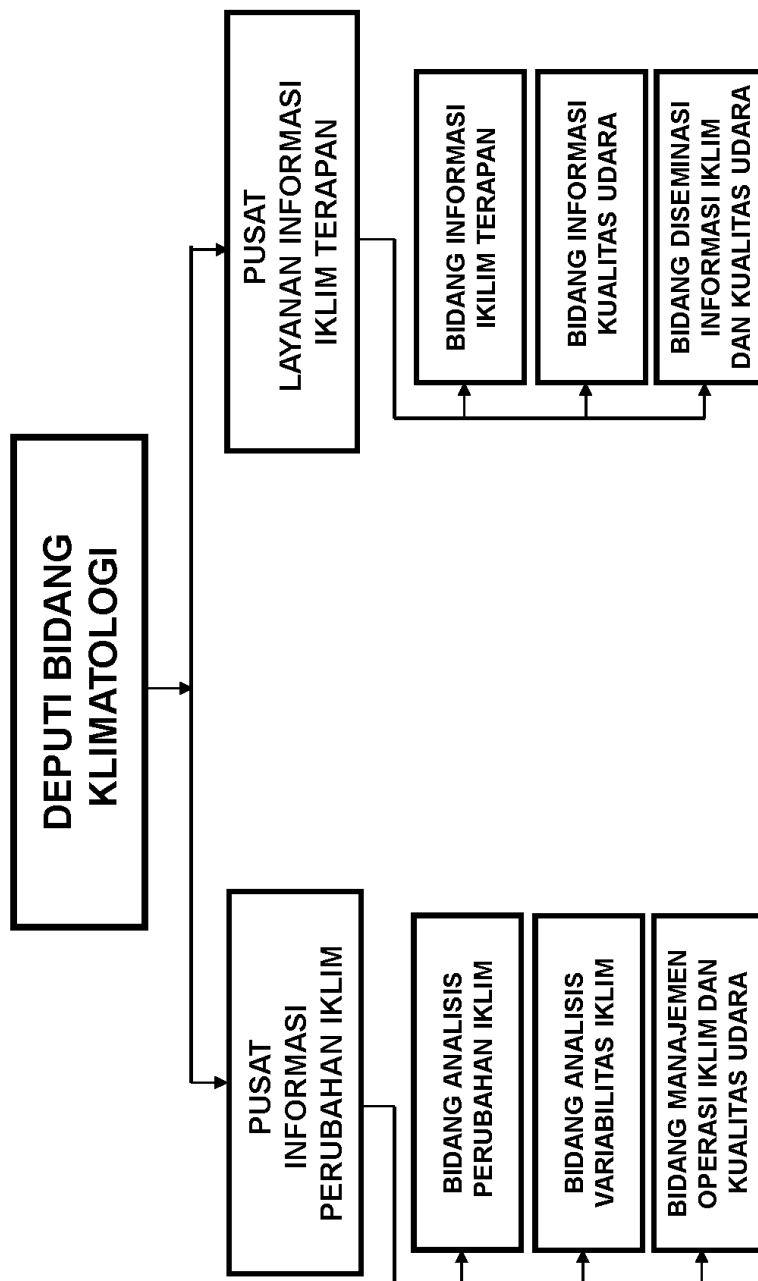 DEPUTI BIDANG
KLIMATOLOGI
PUSAT
INFORMASI
PERUBAHAN IKLIM
PUSAT
LAYANAN INFORMASI
IKLIM TERAPAN
BIDANG ANALISIS
PERUBAHAN IKLIM
BIDANG ANALISIS
VARIABILITAS IKLIM
BIDANG MANAJEMEN
OPERASI IKLIM DAN
KUALITAS UDARA
BIDANG INFORMASI
IKILIM TERAPAN
BIDANG INFORMASI
KUALITAS UDARA
BIDANG DISEMINASI
INFORMASI IKLIM
DAN KUALITAS UDARA